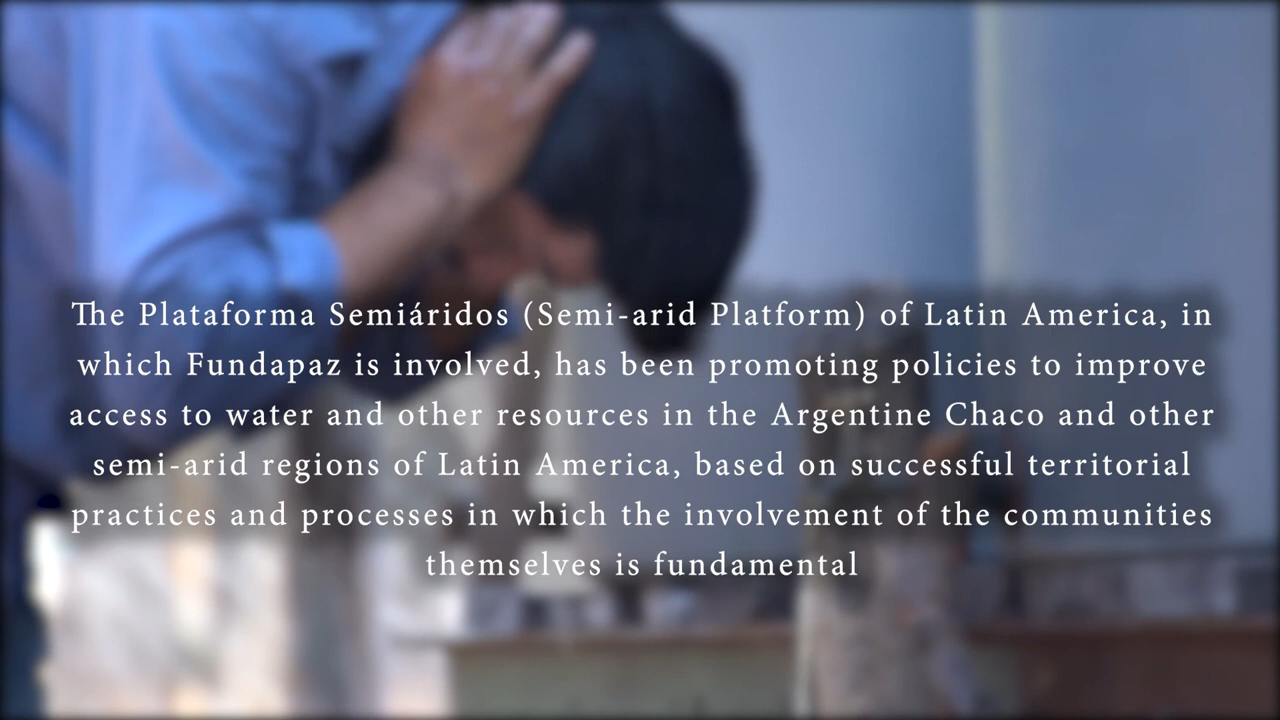 The Plataforma Semiáridos (Semi-arid Platform) of Latin America, in
which Fundapaz is involved, has been promoting policies to improve
access to water and other resources in the Argentine Chaco and other
semi-arid regions of Latin America, based on successful territorial
practices and processes in which the involvement of the communities
themselves is fundamental